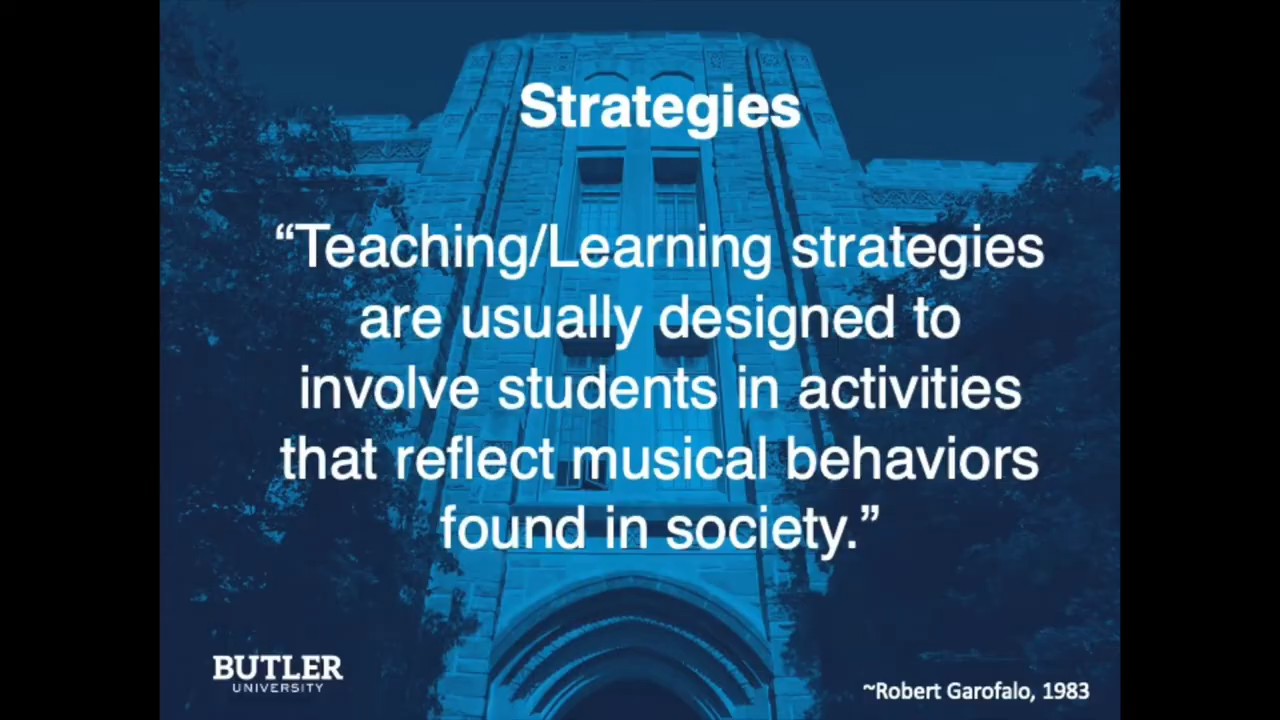 Strategies
“Teaching/Learning strategies
are usually designed to
involve students in activities
that reflect musical behaviors
found in society.”
BUTLER
UNIVERSITY
~Robert Garofalo, 1983